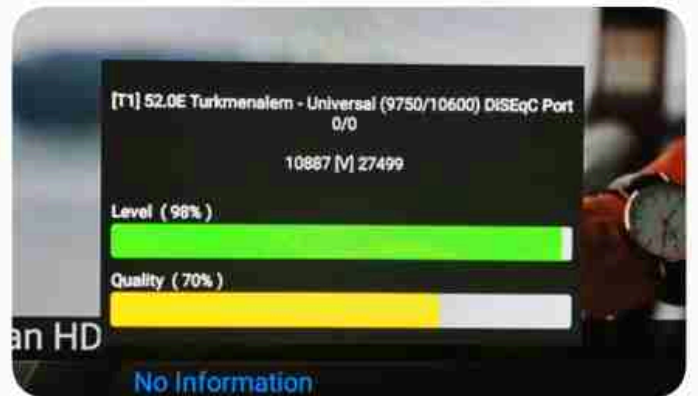 [T1] 52.0E Turkmenalem - Universal (9750/10600) DiSEqC Port
0/0
10887 [V] 27499
Level ( 98% )
Quality ( 70% )
an HD
No Information